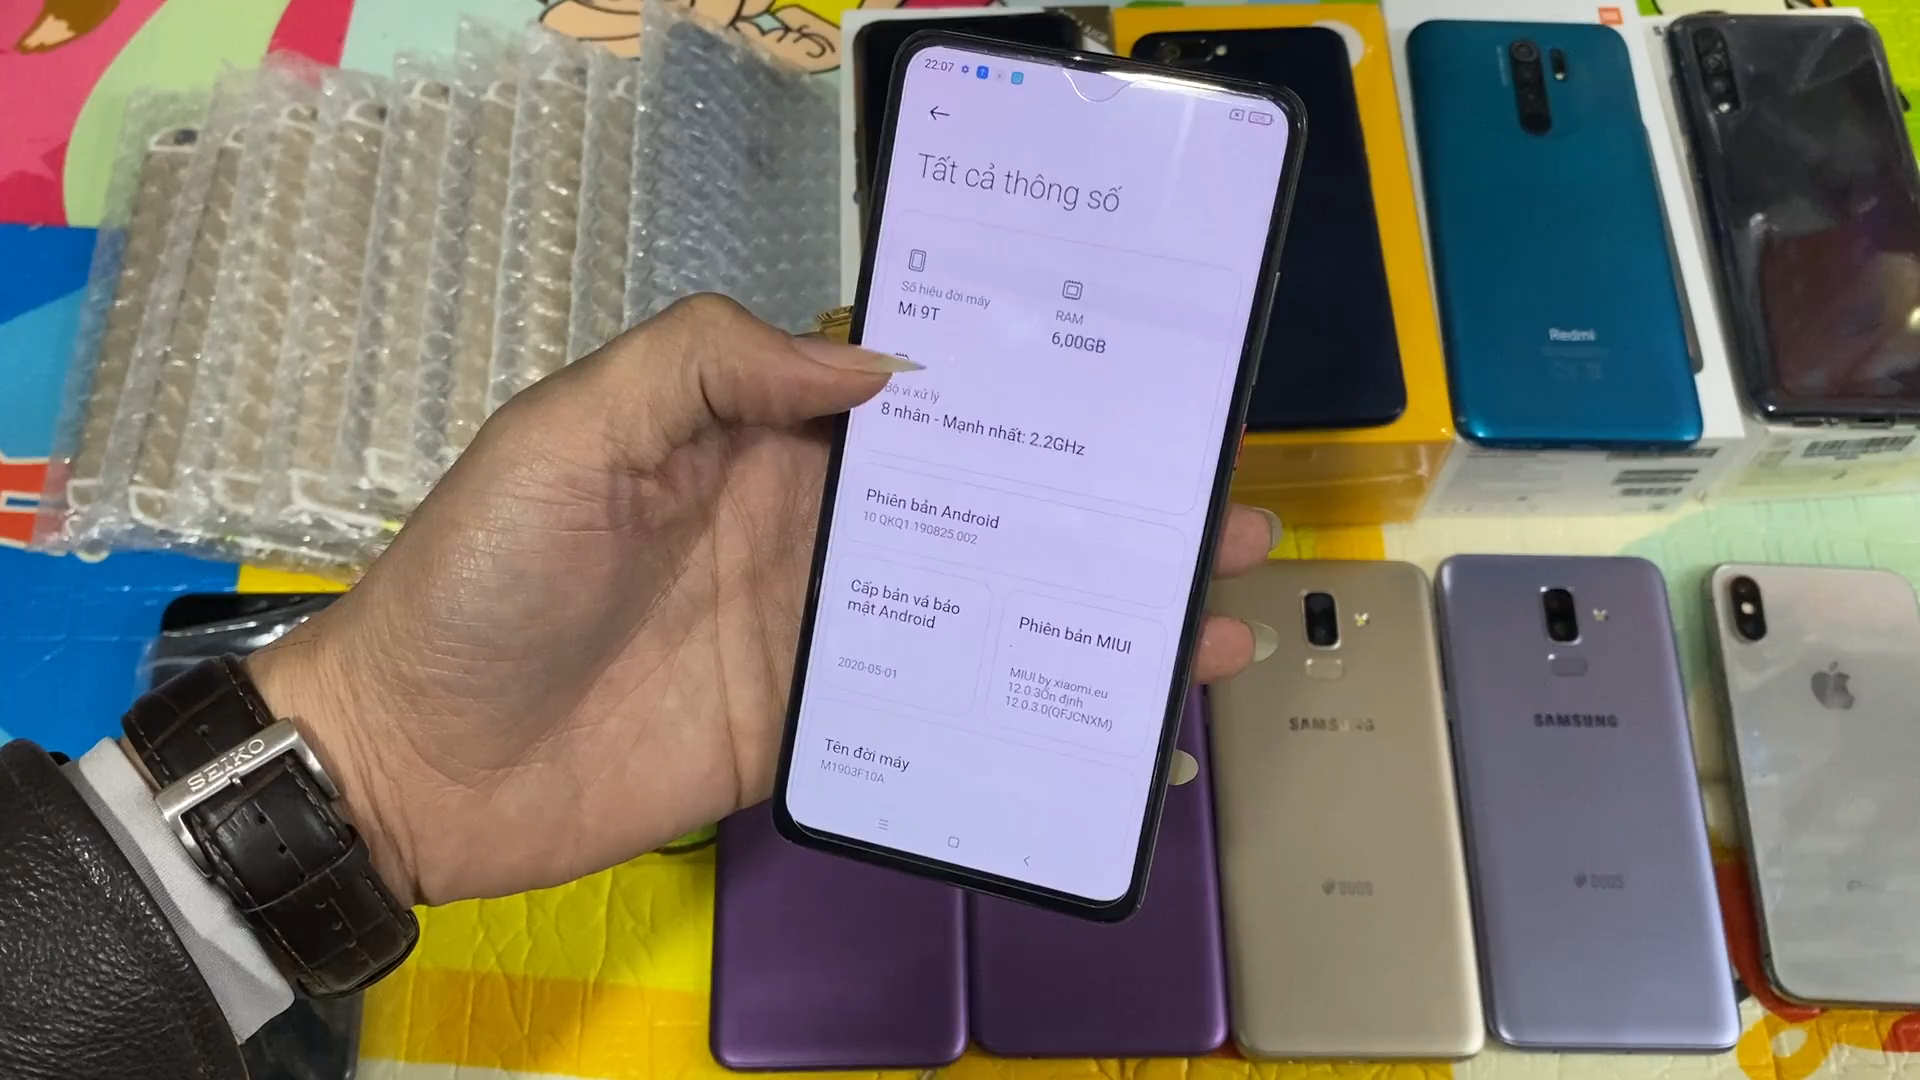 22:07
Tất cả thông số
Số hiệu đời máy
Mi 9T
RAM
6,00GB
Bộ vi xử lý
8 nhân - Mạnh nhất: 2.2GHz
Phiên bản Android
10 QKQ1.190825.002
Cấp bản vá bảo
mật Android
2020-05-01
Phiên bản MIUI
MIUI by xiaomi.eu
12.0.3Ổn định
12.0.3.0(QFJCNXM)
Tên đời máy
M1903F10A
SEIKO
Redmi
SAMSUNG
DUOS
SAMSUNG
DUOS